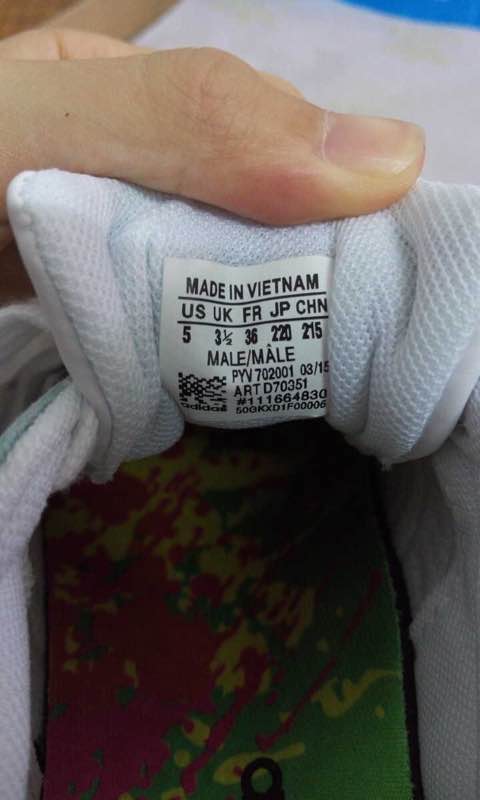 MADE IN VIETNAM
US UK FR JP CHN
5 3½ 36 220 215
MALE/MÂLE
PYV 702001 03/15
ART D70351
#111664830
adidas 50GKXD1F00006